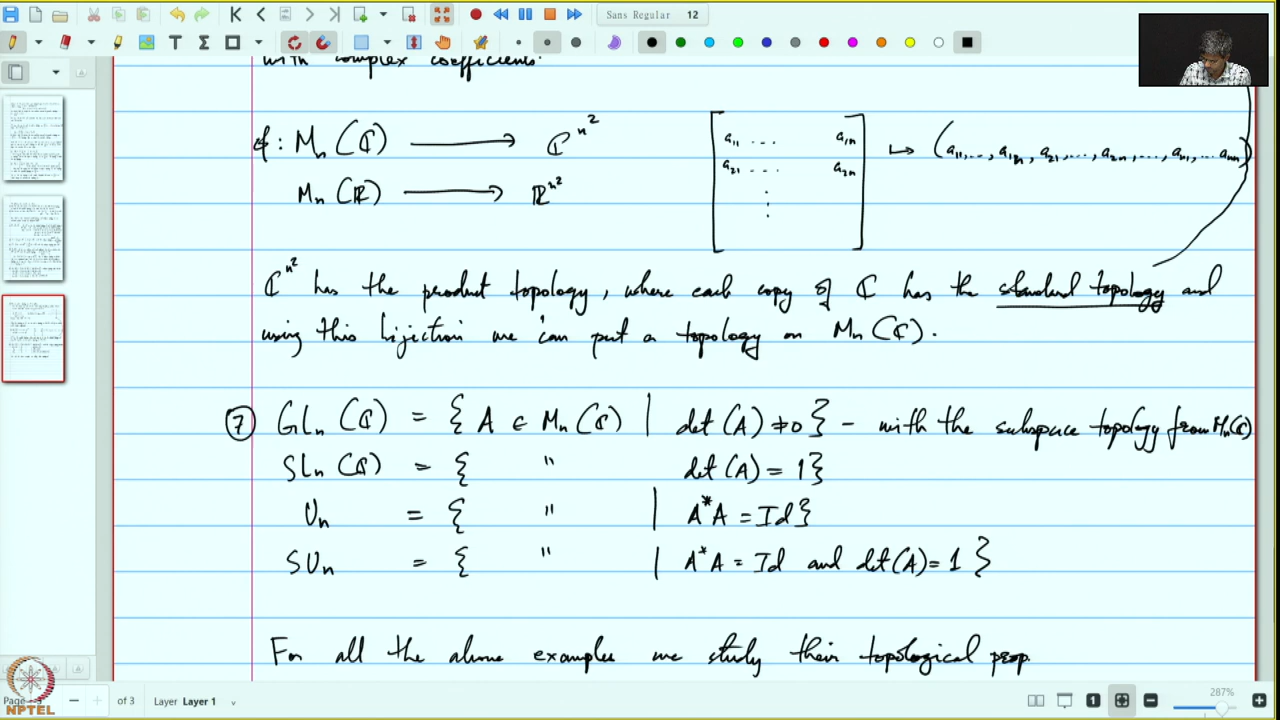 Sans Regular 12
with complex coefficients.
φ : Mn (ℂ) ⟶ ℂ^n² [a11 ... a1n a21 ... a2n ⋮] ↦ (a11,..., a1n, a21,..., a2n,..., an1,... ann)
Mn (ℝ) ⟶ ℝ^n²
ℂ^n² has the product topology, where each copy of ℂ has the standard topology and
using this bijection we can put a topology on Mn (ℂ).
⑦ GLn (ℂ) = { A ∈ Mn (ℂ) | det (A) ≠ 0 } - with the subspace topology from Mn(ℂ)
SLn (ℂ) = { " det (A) = 1 }
Un = { " | A*A = Id }
SUn = { " | A*A = Id and det(A) = 1 }
For all the above examples we study their topological prop.
Page
of 3
Layer Layer 1
287%
NPTEL